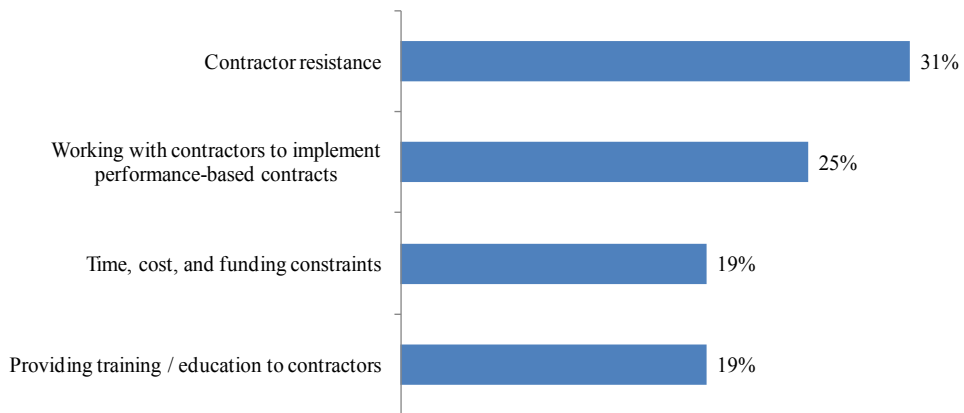 Contractor resistance
31%
Working with contractors to implement
performance-based contracts
25%
Time, cost, and funding constraints
19%
Providing training / education to contractors
19%